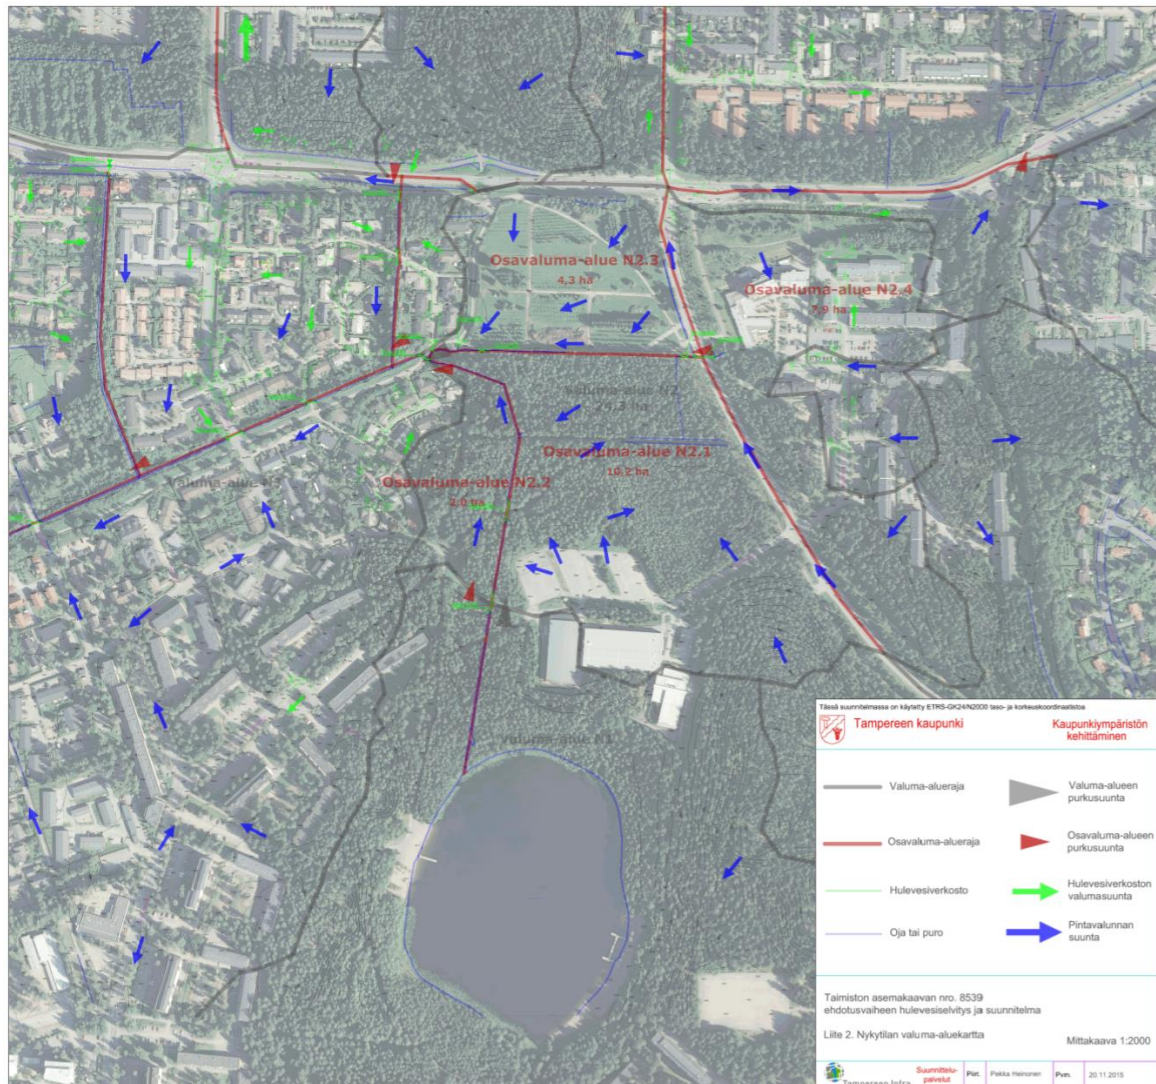 Osavaluma-alue N2.3
4,3 ha
Osavaluma-alue N2.4
7,9 ha
Valuma-alue N2
24,3 ha
Osavaluma-alue N2.1
10,2 ha
Osavaluma-alue N2.2
2,0 ha
Valuma-alue N3
Valuma-alue N1
Tässä suunnitelmassa on käytetty ETRS-GK24/N2000 taso- ja korkeuskoordinaatistoa
Tampereen kaupunki
Kaupunkiympäristön
kehittäminen
Valuma-alueraja
Valuma-alueen
purkusuunta
Osavaluma-alueraja
Osavaluma-alueen
purkusuunta
Hulevesiverkosto
Hulevesiverkoston
valumasuunta
Oja tai puro
Pintavalunnan
suunta
Taimiston asemakaavan nro. 8539
ehdotusvaiheen hulevesiselvitys ja suunnitelma
Liite 2. Nykytilan valuma-aluekartta
Mittakaava 1:2000
Tampereen Infra
Suunnittelu-
palvelut
Piirt. Pekka Heinonen
Pvm. 20.11.2015